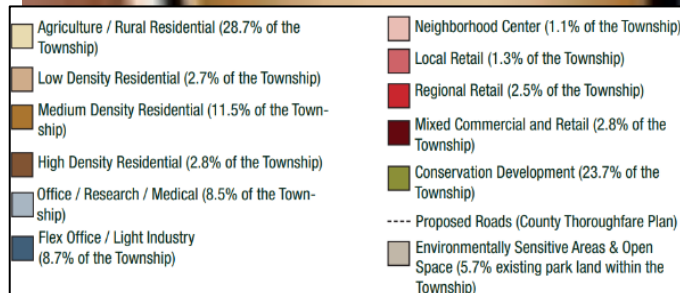 Agriculture / Rural Residential (28.7% of the
Township)
Low Density Residential (2.7% of the Township)
Medium Density Residential (11.5% of the Town-
ship)
High Density Residential (2.8% of the Township)
Office / Research / Medical (8.5% of the Town-
ship)
Flex Office / Light Industry
(8.7% of the Township)
Neighborhood Center (1.1% of the Township)
Local Retail (1.3% of the Township)
Regional Retail (2.5% of the Township)
Mixed Commercial and Retail (2.8% of the
Township)
Conservation Development (23.7% of the
Township)
Proposed Roads (County Thoroughfare Plan)
Environmentally Sensitive Areas & Open
Space (5.7% existing park land within the
Township)